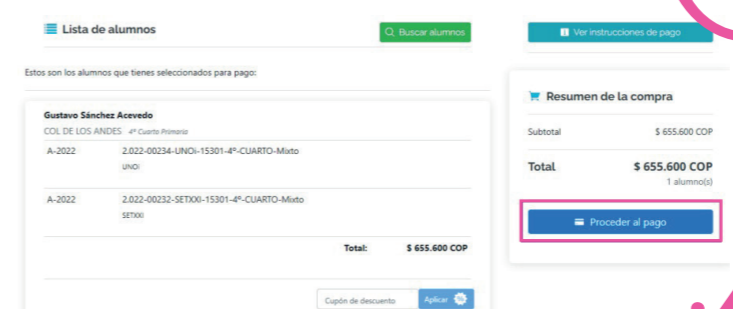 Lista de alumnos
Buscar alumnos
Estos son los alumnos que tienes seleccionados para pago:
Gustavo Sánchez Acevedo
COL DE LOS ANDES 4º Cuarto Primaria
A-2022 2.022-00234-UNOi-15301-4º-CUARTO-Mixto
UNOi
A-2022 2.022-00232-SETXXI-15301-4º-CUARTO-Mixto
SETXXI
Total: $ 655.600 COP
Cupón de descuento Aplicar
Ver instrucciones de pago
Resumen de la compra
Subtotal $ 655.600 COP
Total $ 655.600 COP
1 alumno(s)
Proceder al pago